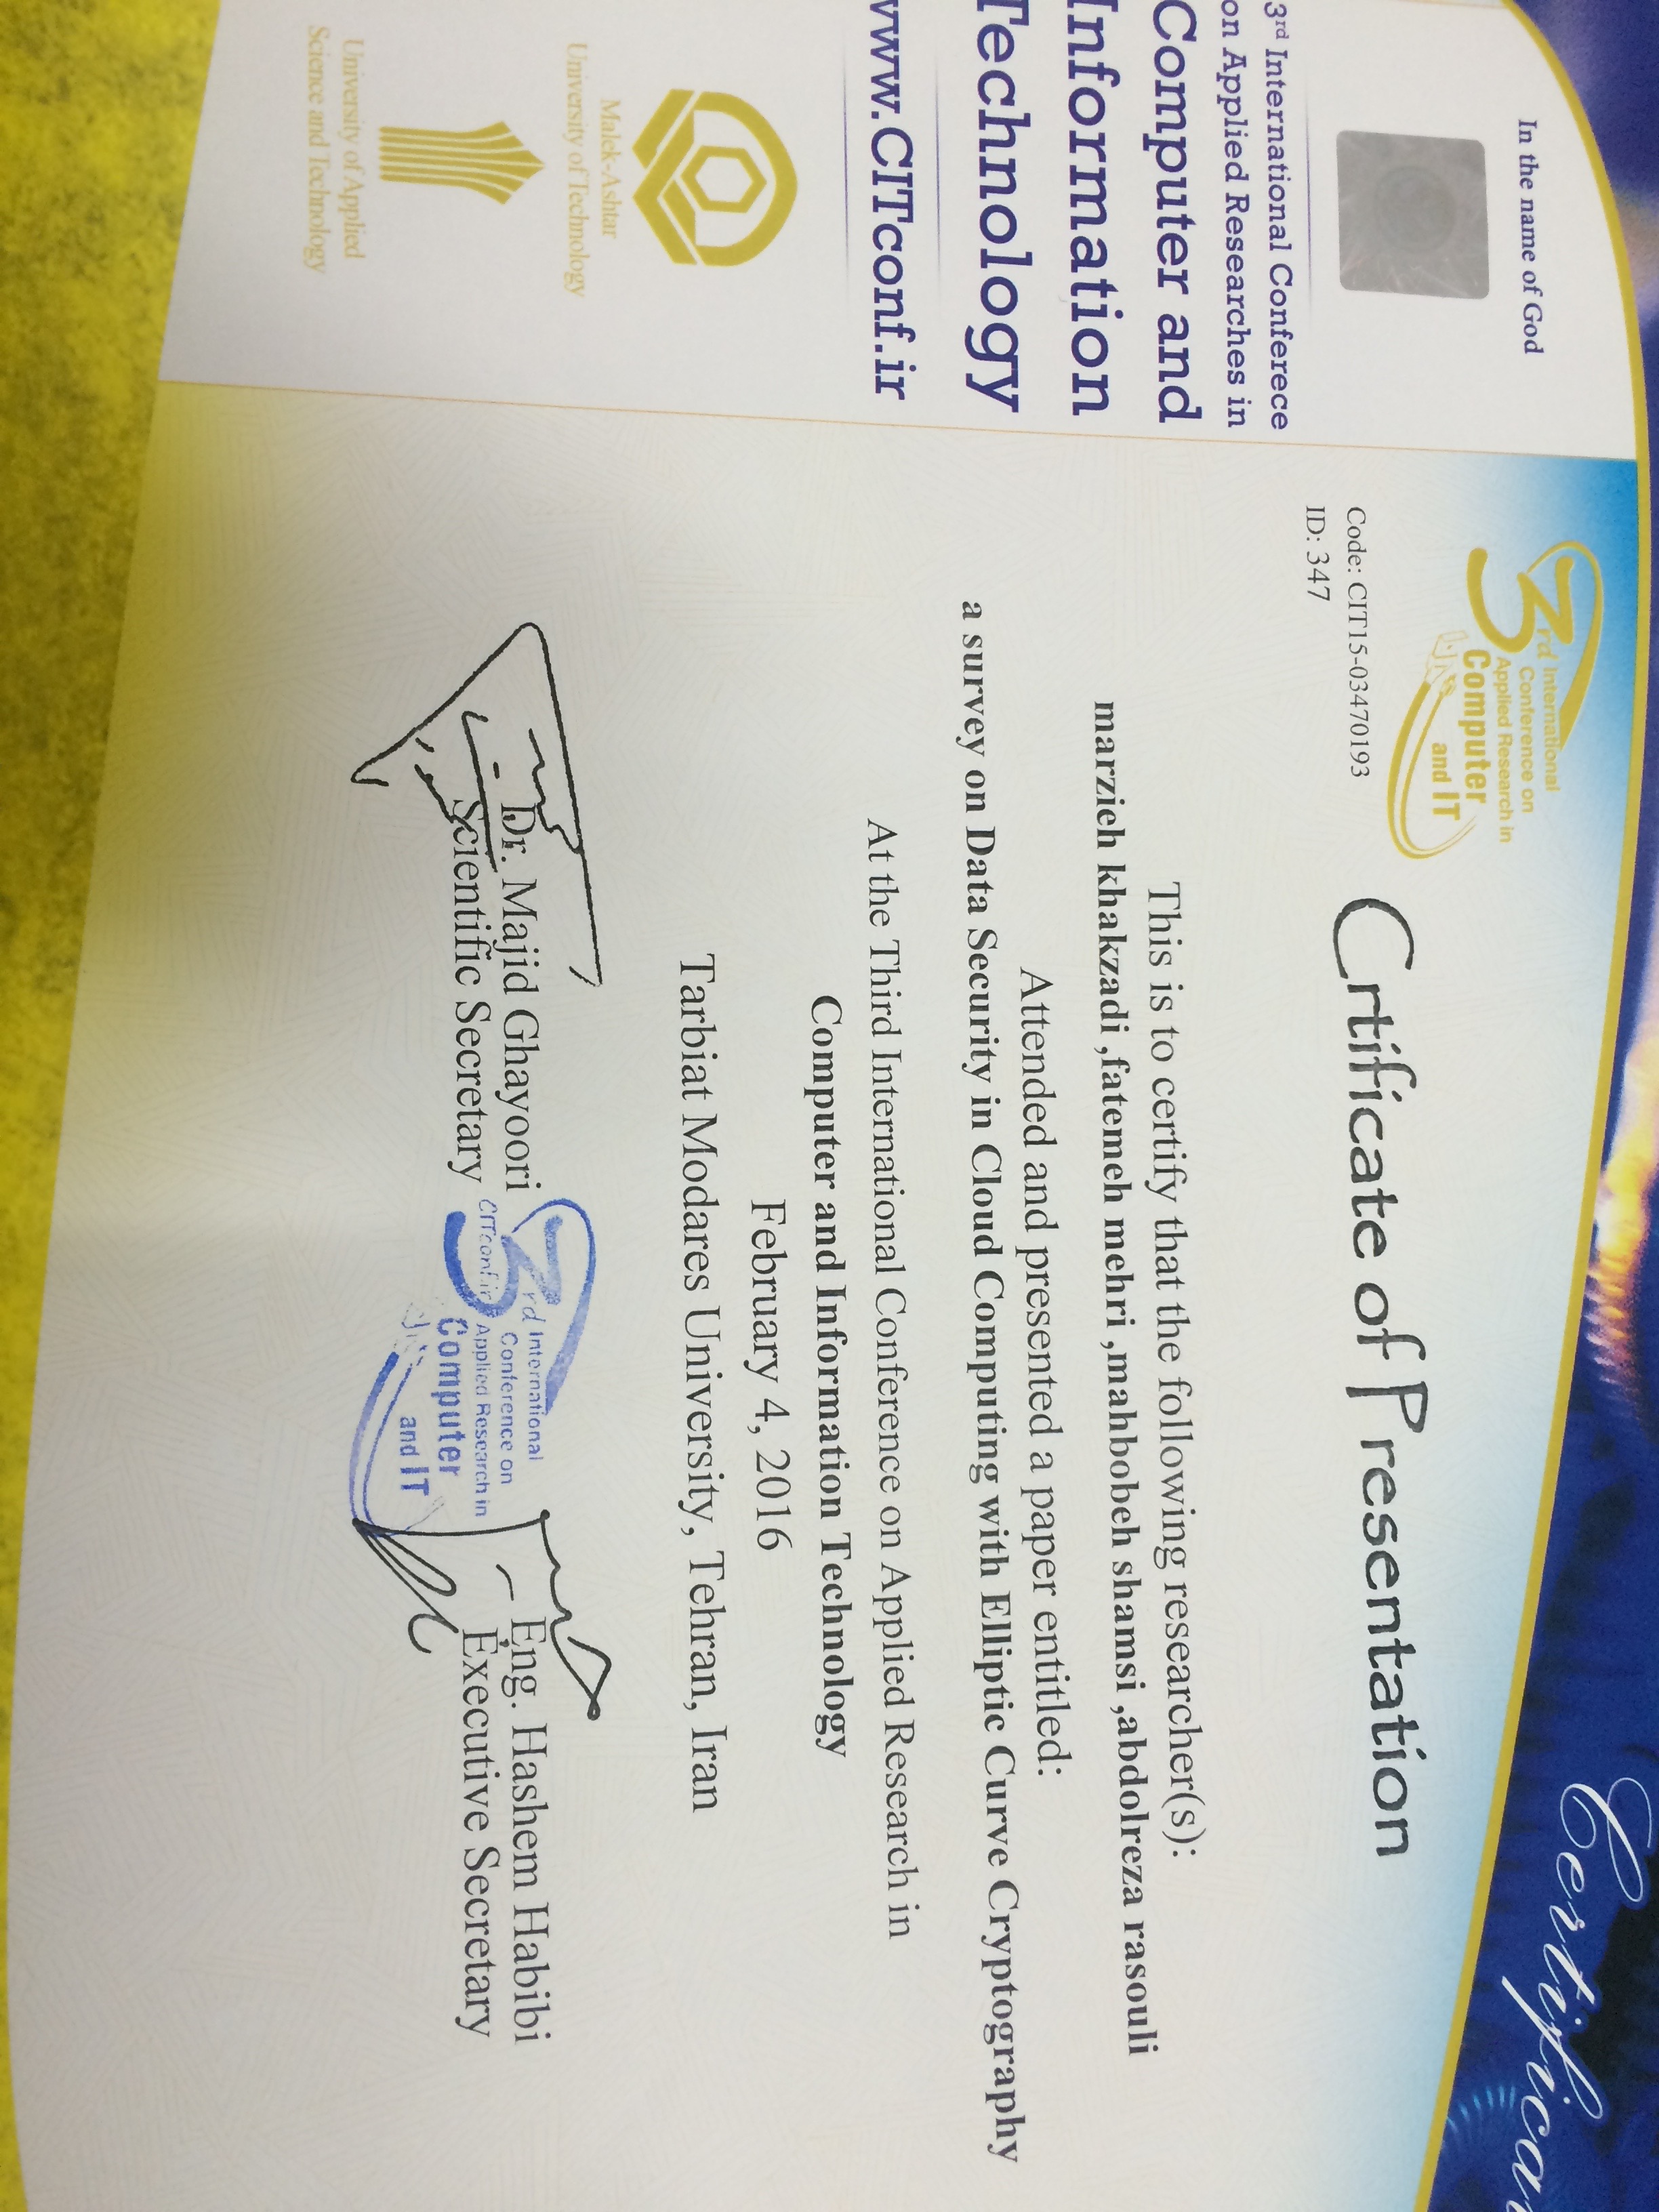 In the name of God
3rd International Conferece
on Applied Researches in
Computer and
Information
Technology
www.CITconf.ir
Malek-Ashtar
University of Technology
University of Applied
Science and Technology
3rd International
Conference on
Applied Research in
Computer
and IT
Code: CIT15-03470193
ID: 347
Crtificate of Presentation
This is to certify that the following researcher(s):
marzieh khakzadi ,fatemeh mehri ,mahbobeh shamsi ,abdolreza rasouli
Attended and presented a paper entitled:
a survey on Data Security in Cloud Computing with Elliptic Curve Cryptography
At the Third International Conference on Applied Research in
Computer and Information Technology
February 4, 2016
Tarbiat Modares University, Tehran, Iran
Dr. Majid Ghayoori
Scientific Secretary
3rd International
Conference on
CITconf.ir Applied Research in
Computer
and IT
Eng. Hashem Habibi
Executive Secretary